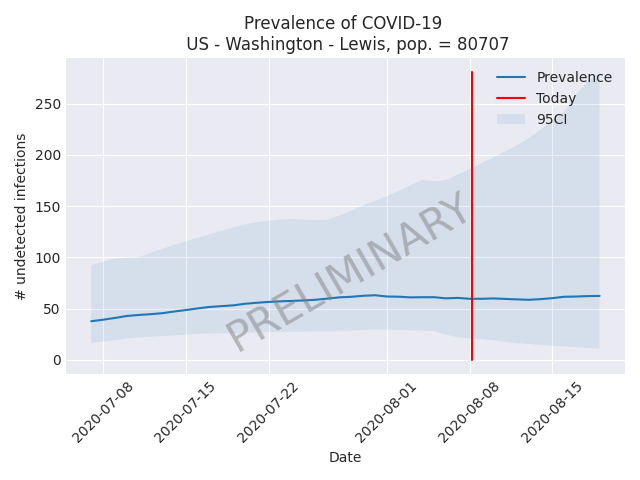 Prevalence of COVID-19
US - Washington - Lewis, pop. = 80707
Prevalence
Today
95CI
# undetected infections
250
200
150
100
50
0
PRELIMINARY
2020-07-08
2020-07-15
2020-07-22
2020-08-01
2020-08-08
2020-08-15
Date